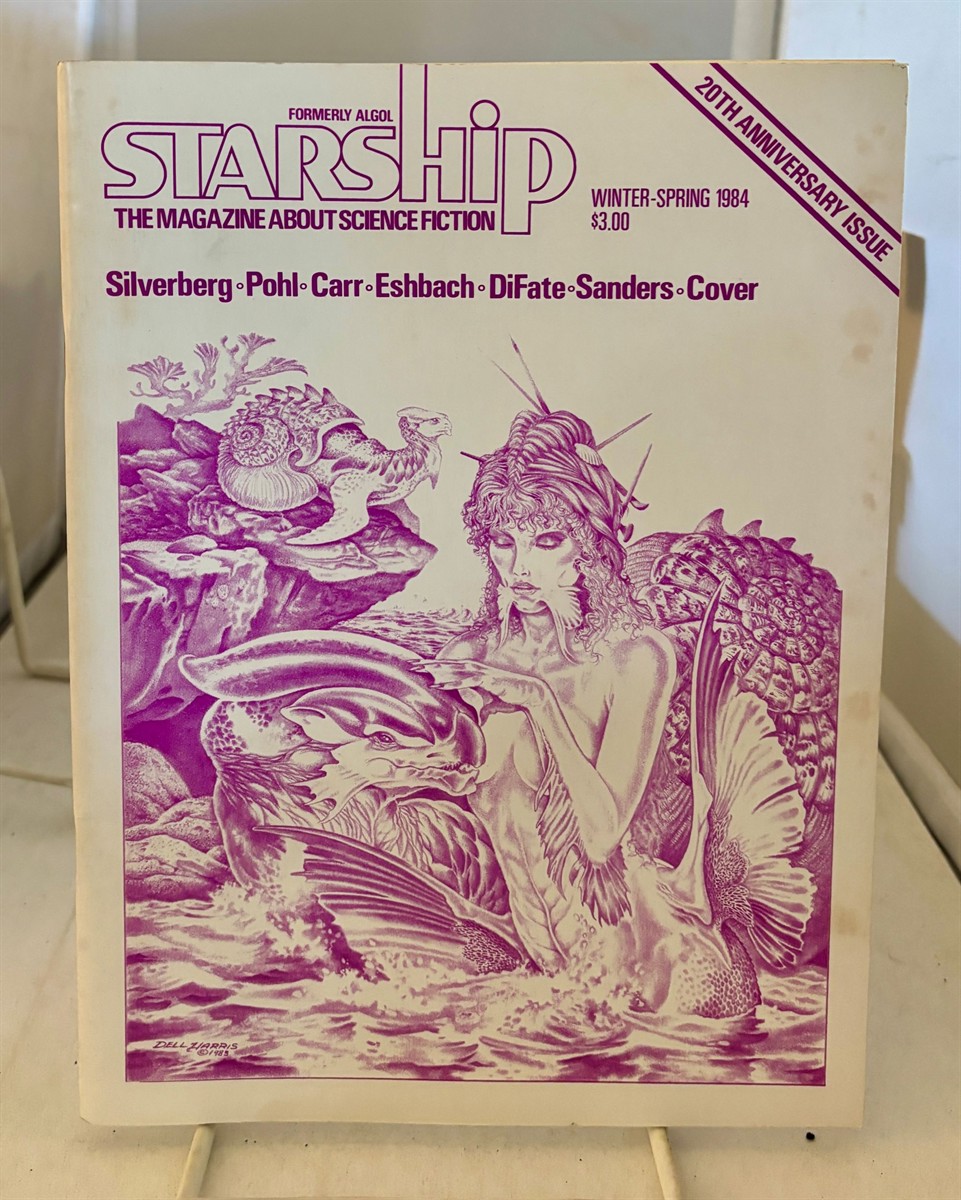 FORMERLY ALGOL
STARShip
THE MAGAZINE ABOUT SCIENCE FICTION
WINTER-SPRING 1984
$3.00
20TH ANNIVERSARY ISSUE
Silverberg◦Pohl◦Carr◦Eshbach◦DiFate◦Sanders◦Cover
DELL HARRIS
©1983